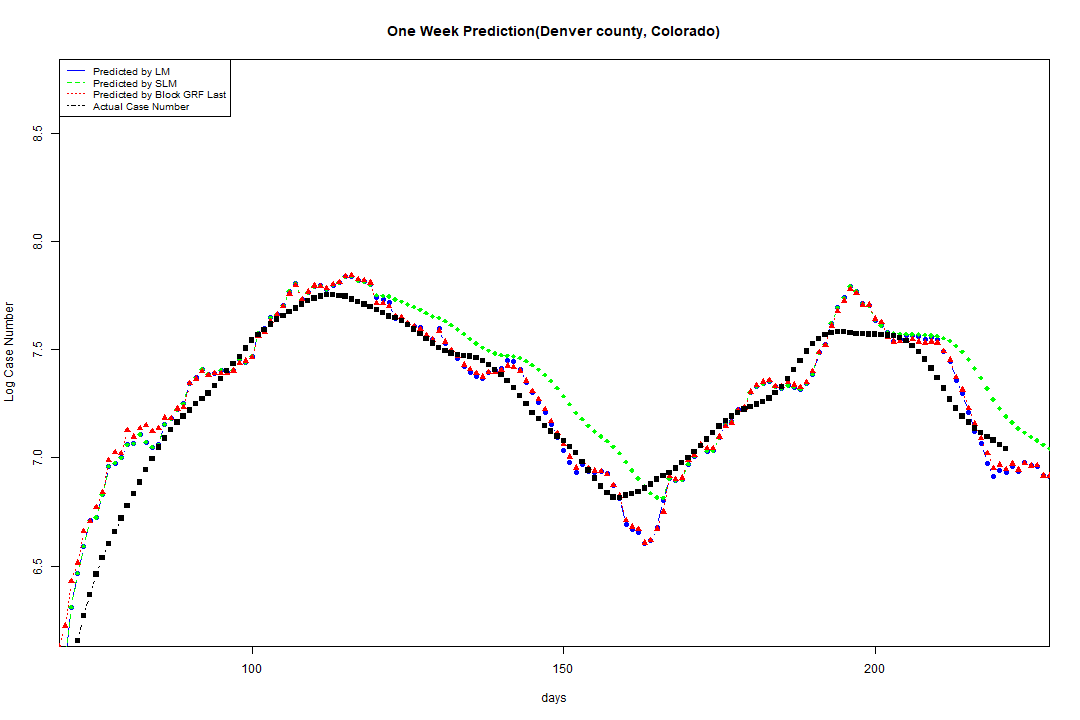 One Week Prediction(Denver county, Colorado)
Predicted by LM
Predicted by SLM
Predicted by Block GRF Last
Actual Case Number
8.5
8.0
7.5
7.0
6.5
Log Case Number
100 150 200
days